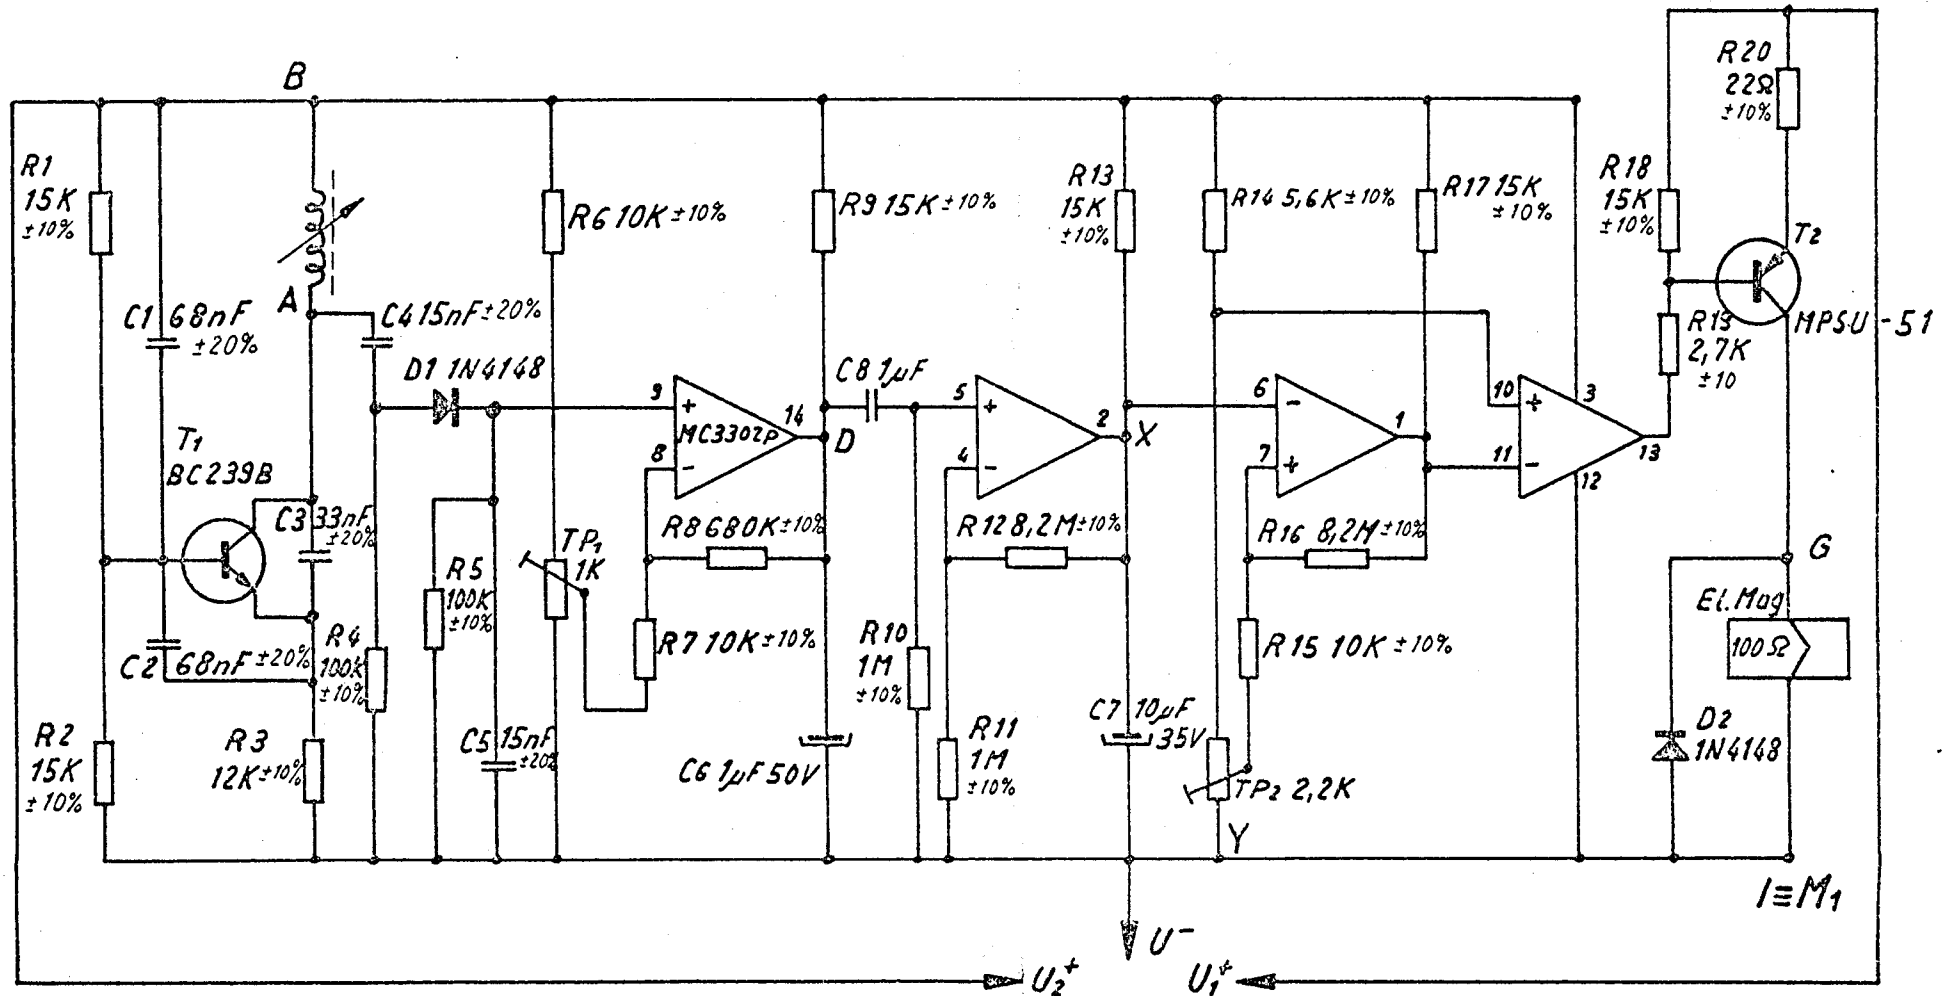 B
R1
15K
±10%
C1 68nF
±20%
A
C4 15nF ±20%
D1 1N4148
T1
BC239B
C3 33nF
±20%
C2 68nF ±20%
R2
15K
±10%
R3
12K ±10%
R4
100K
±10%
R5
100K
±10%
C5 15nF
±20%
R6 10K ±10%
TP1
1K
R7 10K ±10%
R8 680K ±10%
9
+
MC3302P
8
-
14
D
R9 15K ±10%
C6 1µF 50V
C8 1µF
5
+
4
-
2
X
R10
1M
±10%
R11
1M
±10%
R12 8,2M ±10%
R13
15K
±10%
C7 10µF
35V
R14 5,6K ±10%
6
-
7
+
1
R15 10K ±10%
R16 8,2M ±10%
TP2 2,2K
Y
R17 15K
±10%
10
+
3
11
-
12
13
R18
15K
±10%
R19
2,7K
±10
R20
22Ω
±10%
T2
MPSU-51
G
El.Mag
100Ω
D2
1N4148
I≡M1
U-
U2+
U1+